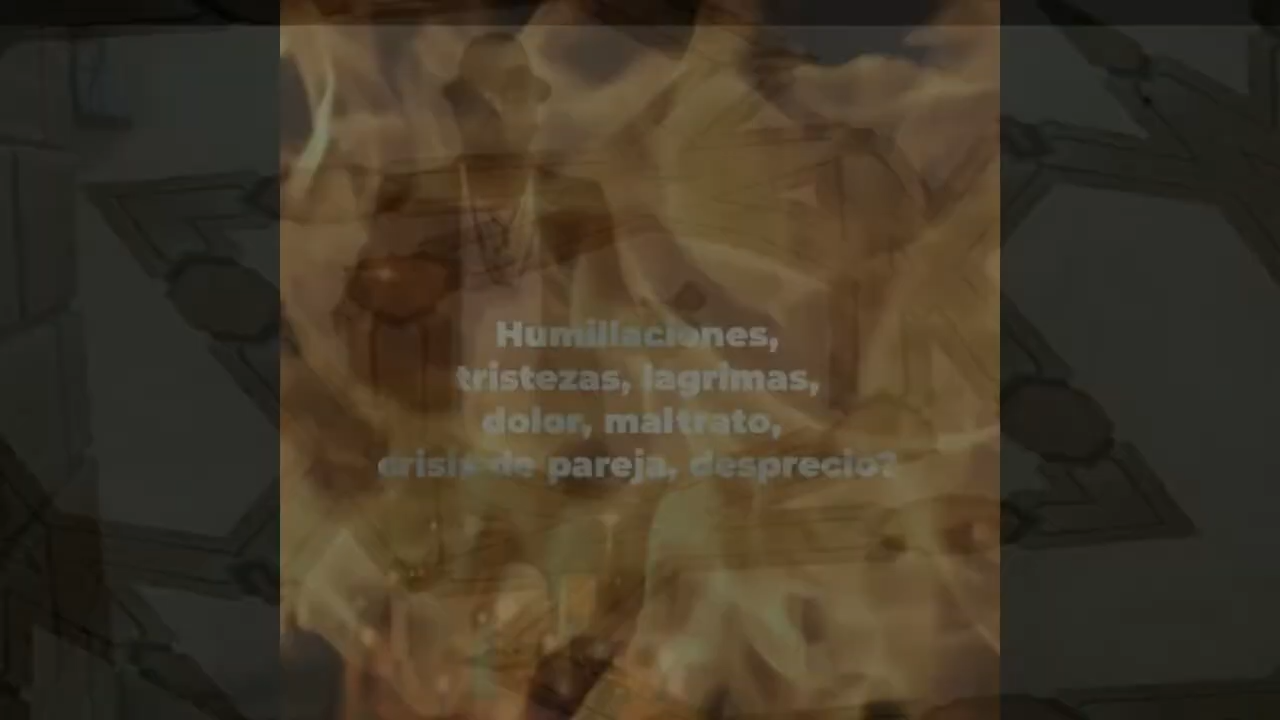 Humillaciones,
tristezas, lagrimas,
dolor, maltrato,
crisis de pareja, desprecio?